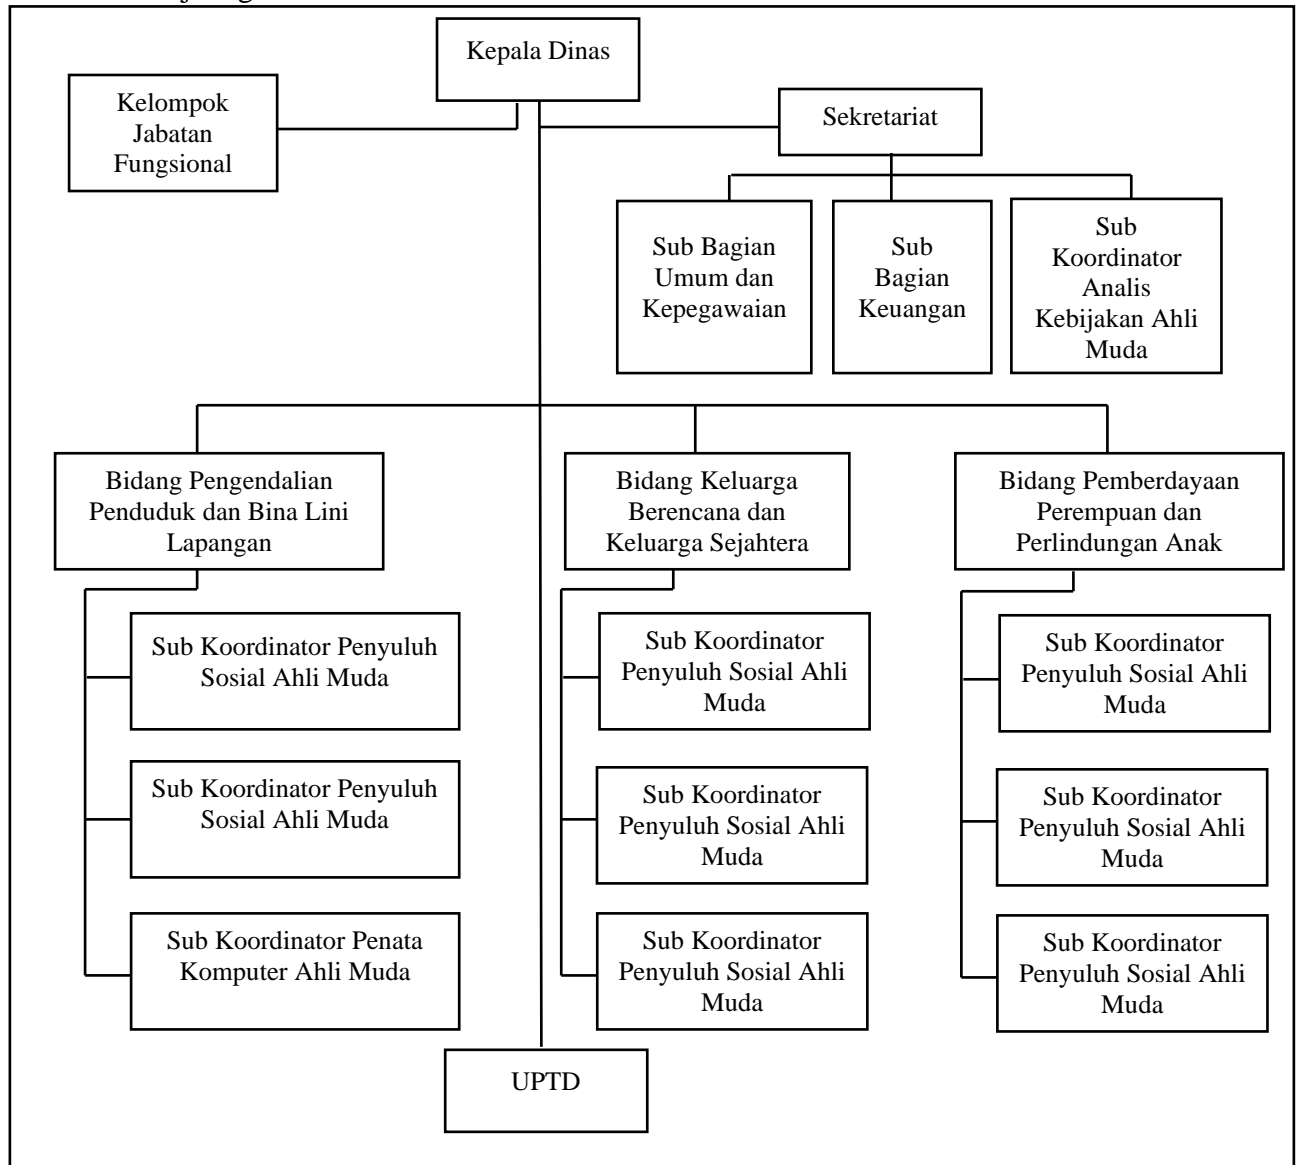 Kepala Dinas
Kelompok
Jabatan
Fungsional
Sekretariat
Sub Bagian
Umum dan
Kepegawaian
Sub
Bagian
Keuangan
Sub
Koordinator
Analis
Kebijakan Ahli
Muda
Bidang Pengendalian
Penduduk dan Bina Lini
Lapangan
Bidang Keluarga
Berencana dan
Keluarga Sejahtera
Bidang Pemberdayaan
Perempuan dan
Perlindungan Anak
Sub Koordinator Penyuluh
Sosial Ahli Muda
Sub Koordinator Penyuluh
Sosial Ahli Muda
Sub Koordinator Penata
Komputer Ahli Muda
Sub Koordinator
Penyuluh Sosial Ahli
Muda
Sub Koordinator
Penyuluh Sosial Ahli
Muda
Sub Koordinator
Penyuluh Sosial Ahli
Muda
Sub Koordinator
Penyuluh Sosial Ahli
Muda
Sub Koordinator
Penyuluh Sosial Ahli
Muda
Sub Koordinator
Penyuluh Sosial Ahli
Muda
UPTD